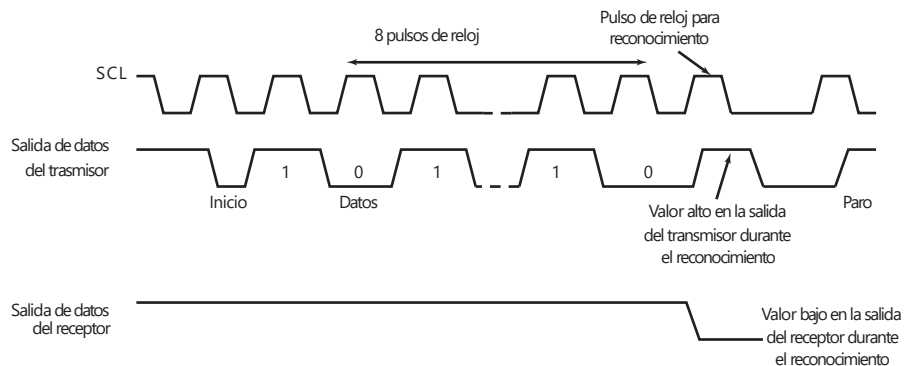 8 pulsos de reloj
Pulso de reloj para
reconocimiento
SCL
Salida de datos
del trasmisor
1
0
1
1
0
Inicio
Datos
Paro
Valor alto en la salida
del transmisor durante
el reconocimiento
Salida de datos
del receptor
Valor bajo en la salida
del receptor durante
el reconocimiento